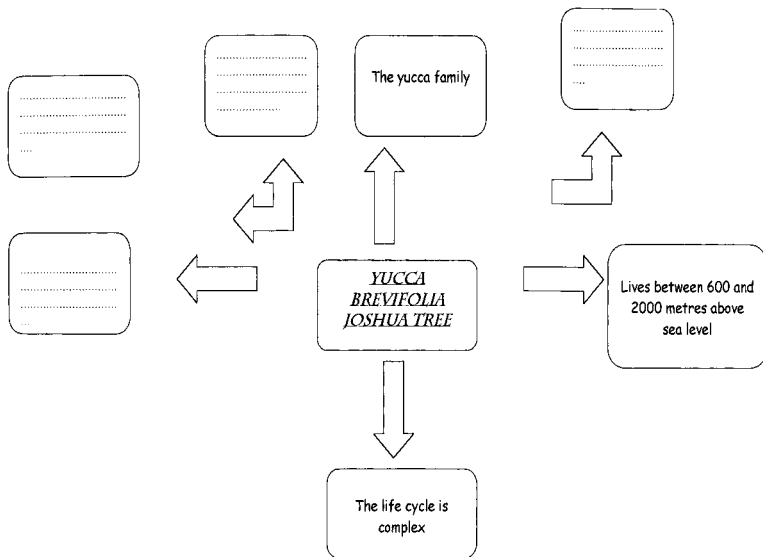 The yucca family
YUCCA
BREVIFOLIA
JOSHUA TREE
Lives between 600 and
2000 metres above
sea level
The life cycle is
complex